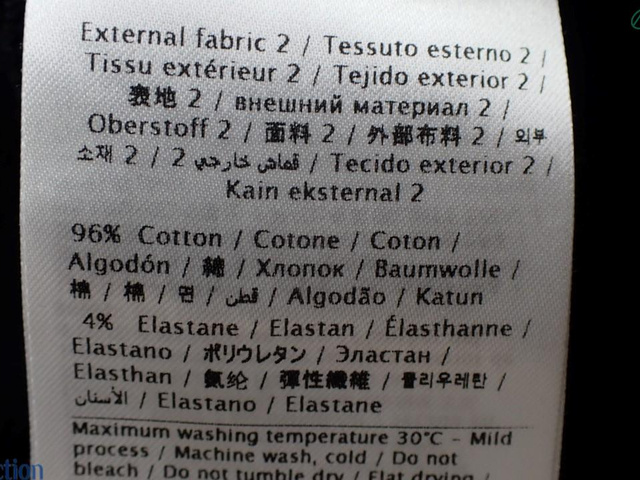 External fabric 2 / Tessuto esterno 2 /
Tissu extérieur 2 / Tejido exterior 2 /
表地 2 / внешний материал 2 /
Oberstoff 2 / 面料 2 / 外部布料 2 / 외부
소재 2 / 2 قماش خارجي / Tecido exterior 2 /
Kain eksternal 2
96% Cotton / Cotone / Coton /
Algodón / 綿 / Хлопок / Baumwolle /
棉 / 棉 / 면 / قطن / Algodão / Katun
4% Elastane / Elastan / Élasthanne /
Elastano / ポリウレタン / Эластан /
Elasthan / 氨纶 / 彈性纖維 / 폴리우레탄 /
الأستان / Elastano / Elastane
Maximum washing temperature 30°C - Mild
process / Machine wash, cold / Do not
bleach / Do not tumble dry / Flat drying /
ction